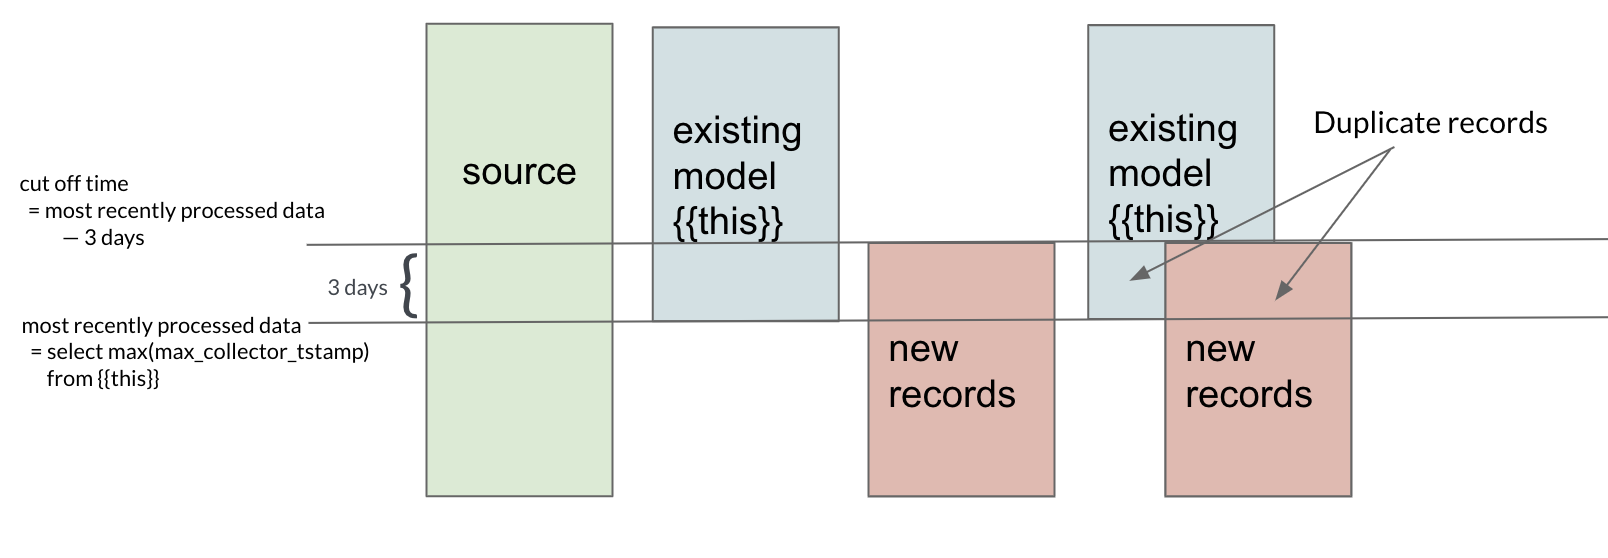 source
existing
model
{{this}}
existing
model
{{this}}
Duplicate records
cut off time
= most recently processed data
— 3 days
3 days
most recently processed data
= select max(max_collector_tstamp)
from {{this}}
new
records
new
records